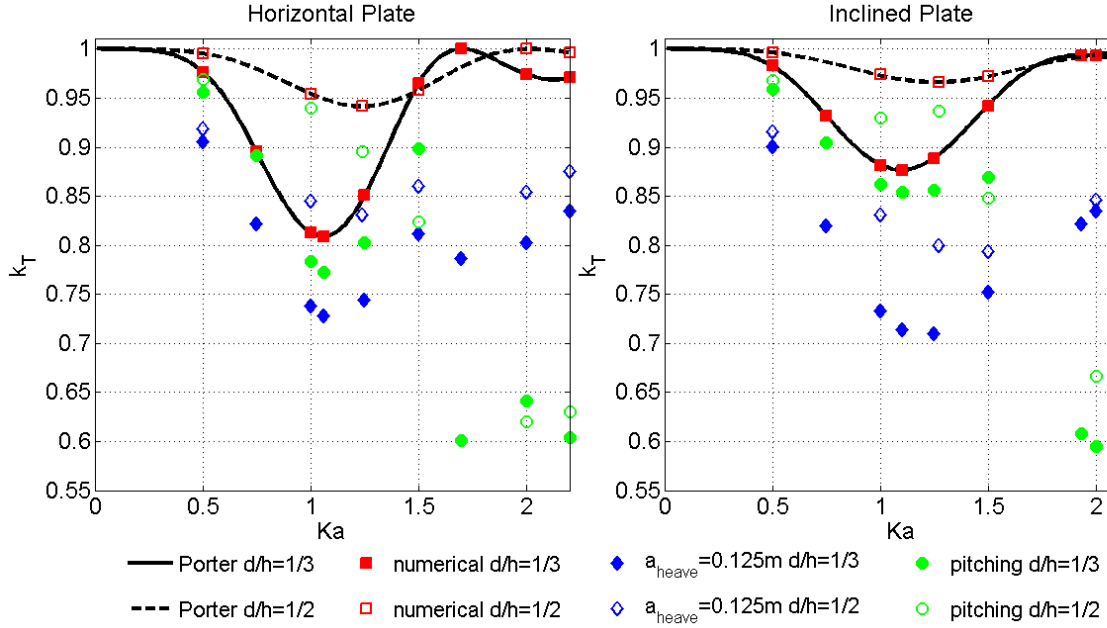 Horizontal Plate
Inclined Plate
k_T
1
0.95
0.9
0.85
0.8
0.75
0.7
0.65
0.6
0.55
0 0.5 1 1.5 2
Ka
k_T
1
0.95
0.9
0.85
0.8
0.75
0.7
0.65
0.6
0.55
0 0.5 1 1.5 2
Ka
Porter d/h=1/3
numerical d/h=1/3
a_heave=0.125m d/h=1/3
pitching d/h=1/3
Porter d/h=1/2
numerical d/h=1/2
a_heave=0.125m d/h=1/2
pitching d/h=1/2